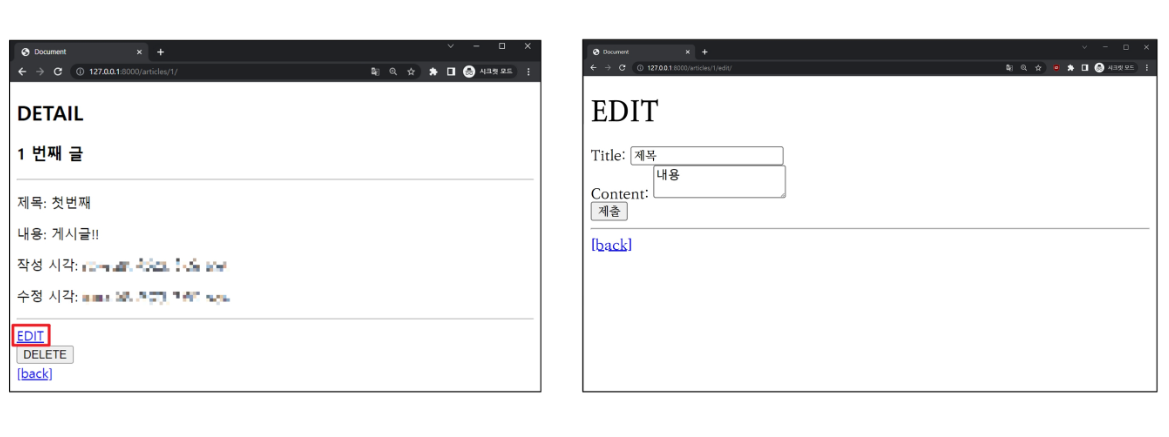 Document
127.0.0.1:8000/articles/1/
시크릿 모드
DETAIL
1 번째 글
제목: 첫번째
내용: 게시글!!
작성 시각:
수정 시각:
EDIT
DELETE
[back]
Document
127.0.0.1:8000/articles/1/edit/
시크릿 모드
EDIT
Title: 제목
Content: 내용
제출
[back]